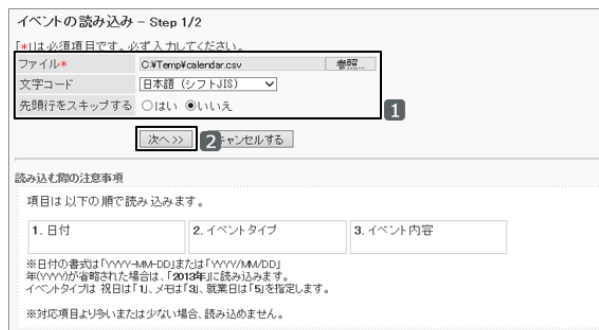 イベントの読み込み - Step 1/2
「*」は必須項目です。必ず入力してください。
ファイル* C:¥Temp¥calendar.csv 参照...
文字コード 日本語（シフトJIS）
先頭行をスキップする はい いいえ
1
次へ >> 2 キャンセルする
読み込む際の注意事項
項目は以下の順で読み込みます。
1. 日付 2. イベントタイプ 3. イベント内容
※日付の書式は「YYYY-MM-DD」または「YYYY/MM/DD」
年(YYYY)が省略された場合は、「2013年」に読み込みます。
イベントタイプは 祝日は「1」、メモは「3」、就業日は「5」を指定します。
※対応項目より多いまたは少ない場合、読み込めません。